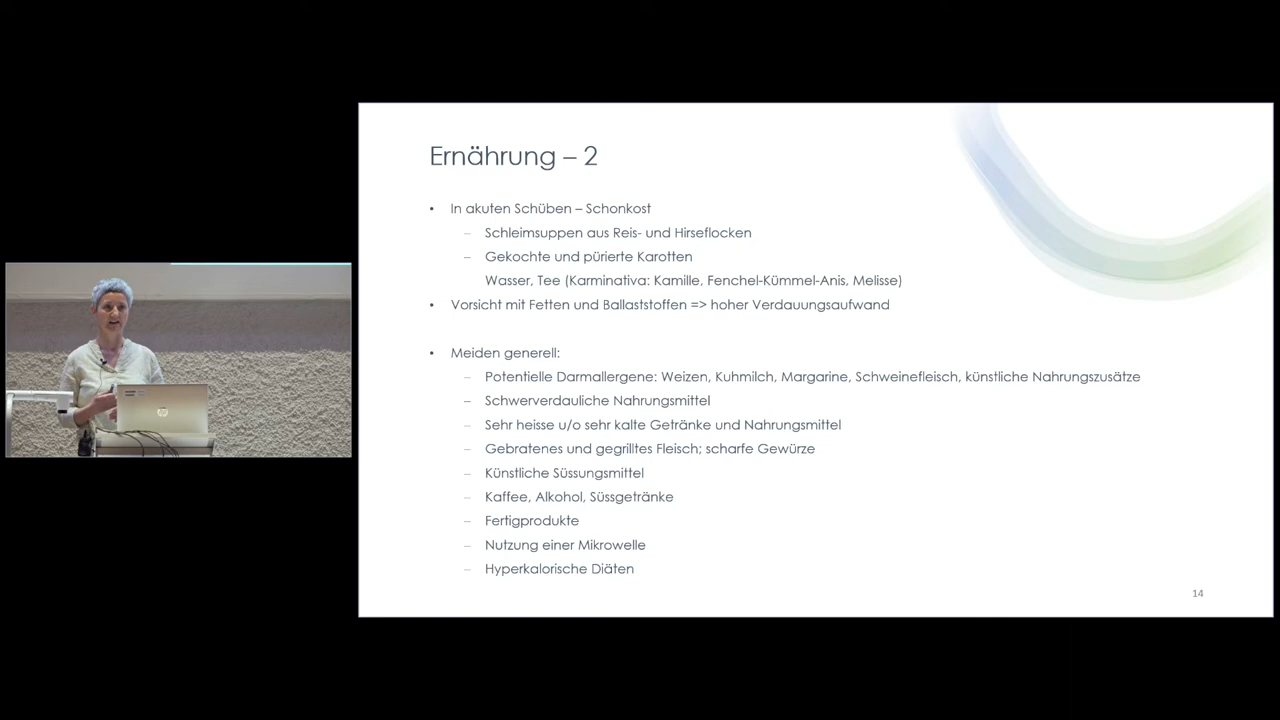 Ernährung – 2
• In akuten Schüben – Schonkost
– Schleimsuppen aus Reis- und Hirseflocken
– Gekochte und pürierte Karotten
Wasser, Tee (Karminativa: Kamille, Fenchel-Kümmel-Anis, Melisse)
• Vorsicht mit Fetten und Ballaststoffen => hoher Verdauungsaufwand
• Meiden generell:
– Potentielle Darmallergene: Weizen, Kuhmilch, Margarine, Schweinefleisch, künstliche Nahrungszusätze
– Schwerverdauliche Nahrungsmittel
– Sehr heisse u/o sehr kalte Getränke und Nahrungsmittel
– Gebratenes und gegrilltes Fleisch; scharfe Gewürze
– Künstliche Süssungsmittel
– Kaffee, Alkohol, Süssgetränke
– Fertigprodukte
– Nutzung einer Mikrowelle
– Hyperkalorische Diäten
14